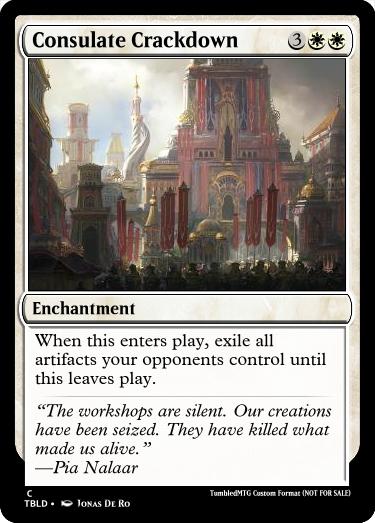 Consulate Crackdown 3
Enchantment
When this enters play, exile all
artifacts your opponents control until
this leaves play.
“The workshops are silent. Our creations
have been seized. They have killed what
made us alive.”
—Pia Nalaar
C
TBLD • Jonas De Ro
TumbledMTG Custom Format (NOT FOR SALE)